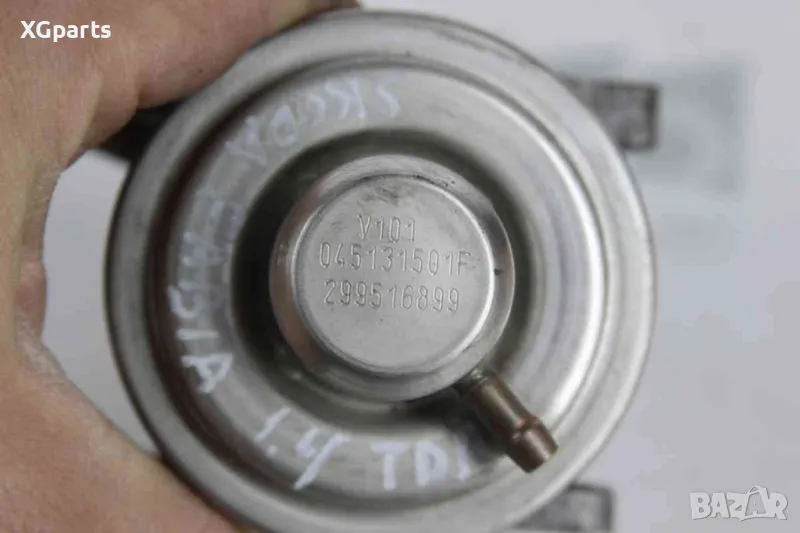 XGparts
SKODA FABIA
V101
045131501F
299516899
1.4 TDI
BAZAR